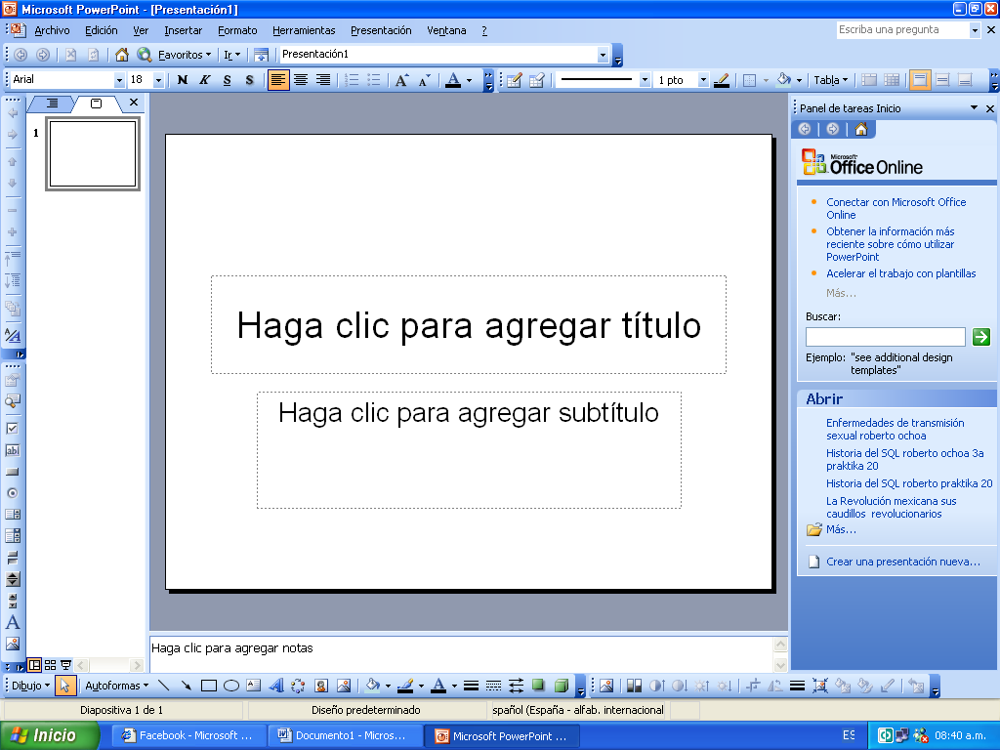 Microsoft PowerPoint - [Presentación1]
Archivo Edición Ver Insertar Formato Herramientas Presentación Ventana ? Escriba una pregunta
Favoritos Ir Presentación1
Arial 18 N K S S A A A 1 pto Tabla
Panel de tareas Inicio
1
Microsoft
Office Online
Conectar con Microsoft Office
Online
Obtener la información más
reciente sobre cómo utilizar
PowerPoint
Acelerar el trabajo con plantillas
Más...
Buscar:
Ejemplo: "see additional design
templates"
Haga clic para agregar título
Haga clic para agregar subtítulo
Abrir
Enfermedades de transmisión
sexual roberto ochoa
Historia del SQL roberto ochoa 3a
praktika 20
Historia del SQL roberto praktika 20
La Revolución mexicana sus
caudillos revolucionarios
Más...
Crear una presentación nueva...
Haga clic para agregar notas
Dibujo Autoformas
Diapositiva 1 de 1 Diseño predeterminado spañol (España - alfab. internacional
Inicio Facebook - Microsoft ... Documento1 - Micros... Microsoft PowerPoint ... ES 08:40 a.m.